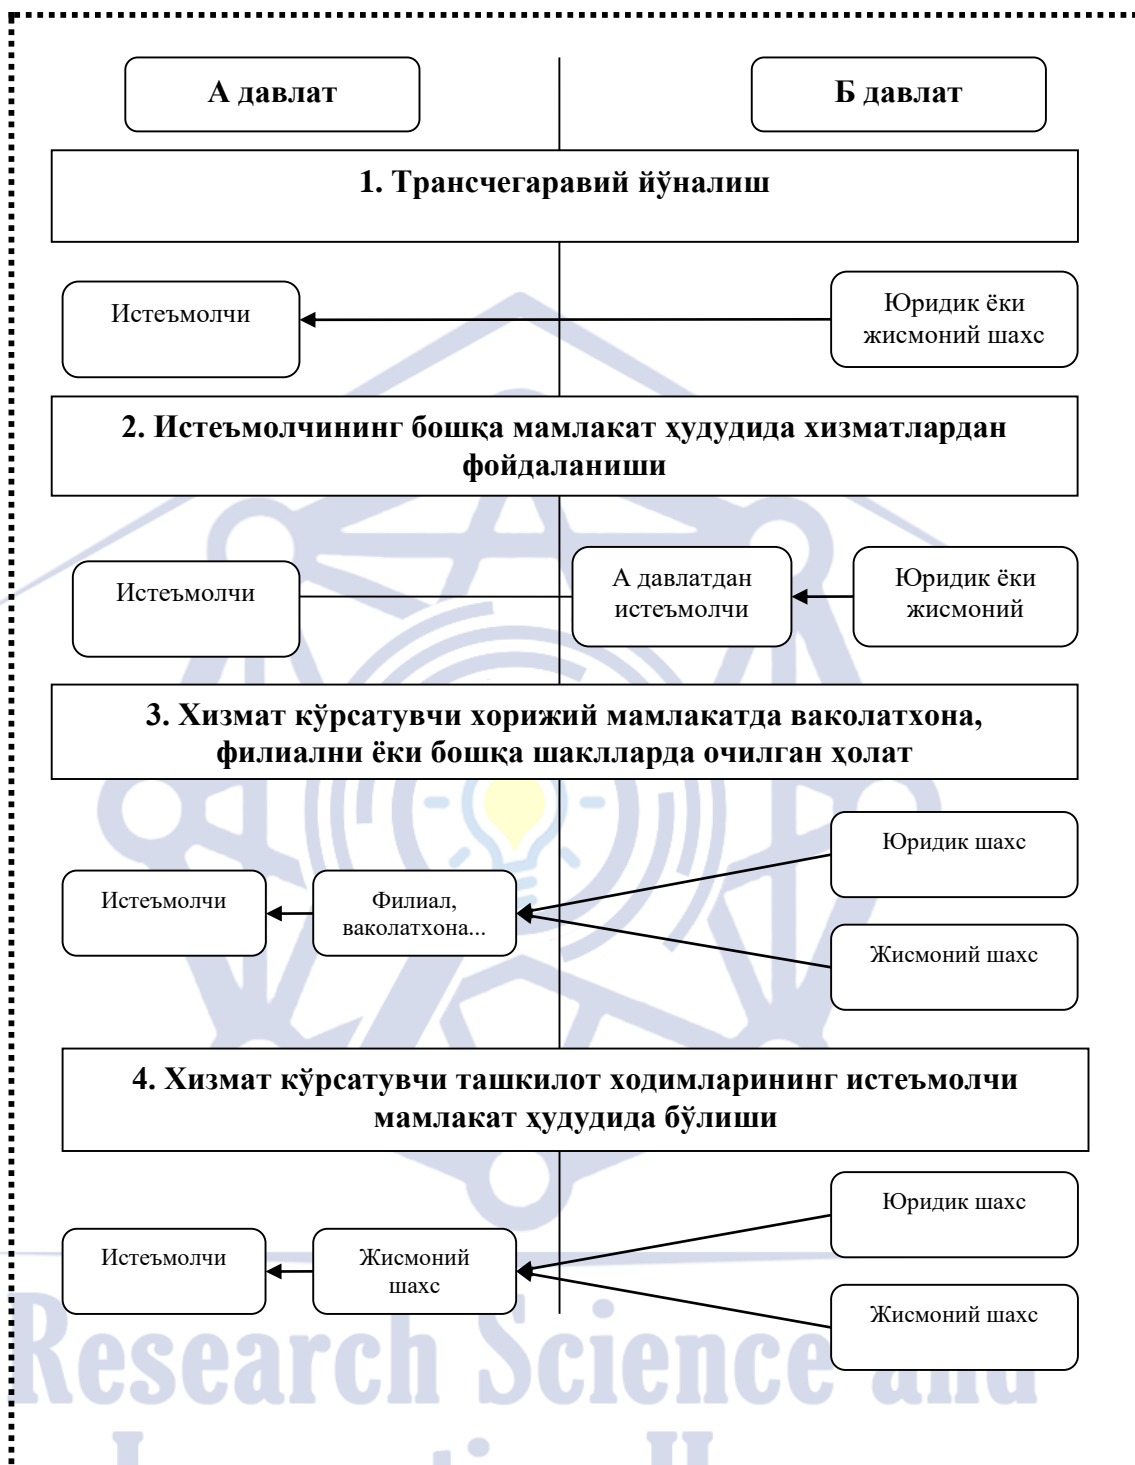 А давлат
Б давлат
1. Трансчегаравий йўналиш
Истеъмолчи
Юридик ёки
жисмоний шахс
2. Истеъмолчининг бошқа мамлакат ҳудудида хизматлардан
фойдаланиши
Истеъмолчи
А давлатдан
истеъмолчи
Юридик ёки
жисмоний
3. Хизмат кўрсатувчи хорижий мамлакатда ваколатхона,
филиални ёки бошқа шаклларда очилган ҳолат
Юридик шахс
Истеъмолчи
Филиал,
ваколатхона...
Жисмоний шахс
4. Хизмат кўрсатувчи ташкилот ходимларининг истеъмолчи
мамлакат ҳудудида бўлиши
Юридик шахс
Истеъмолчи
Жисмоний
шахс
Жисмоний шахс
Research Science and